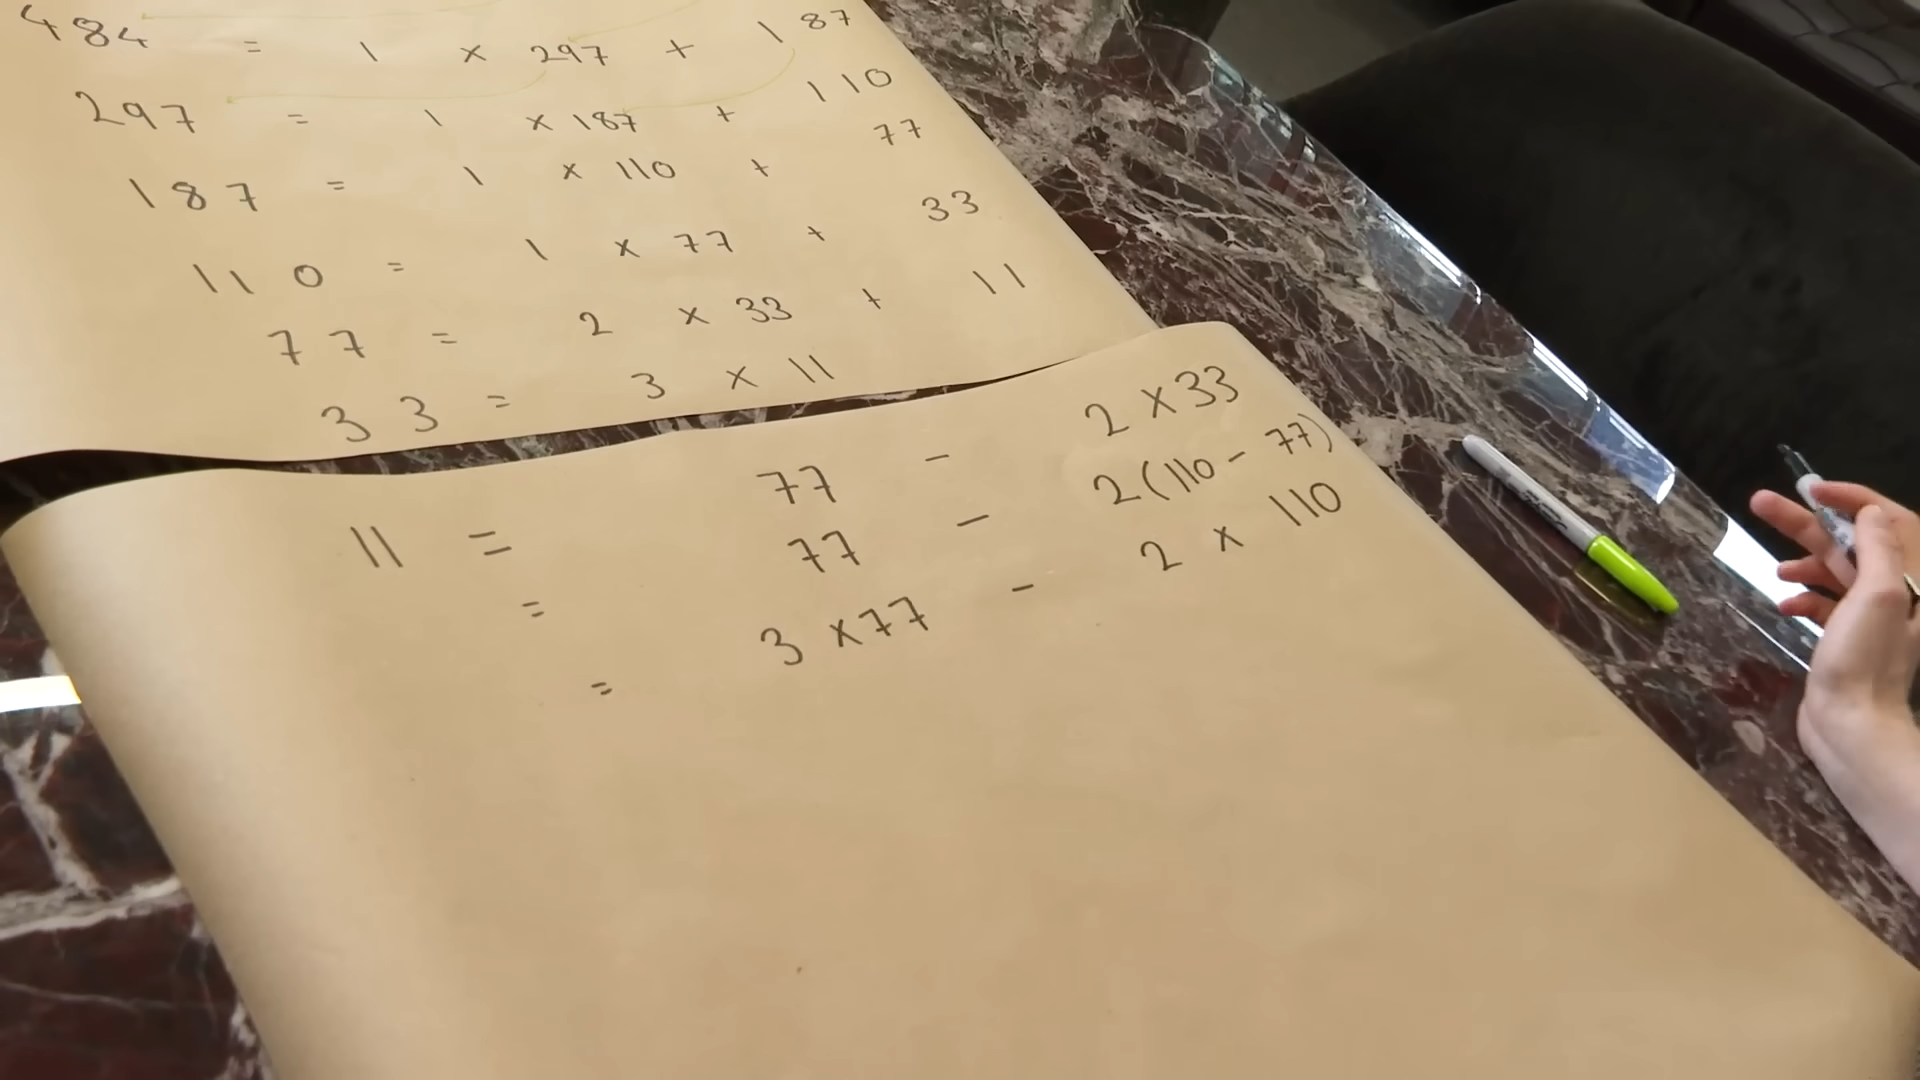 484 = 1 × 297 + 187
297 = 1 × 187 + 110
187 = 1 × 110 + 77
110 = 1 × 77 + 33
77 = 2 × 33 + 11
33 = 3 × 11
11 = 77 - 2 × 33
= 77 - 2(110 - 77)
= 3 × 77 - 2 × 110